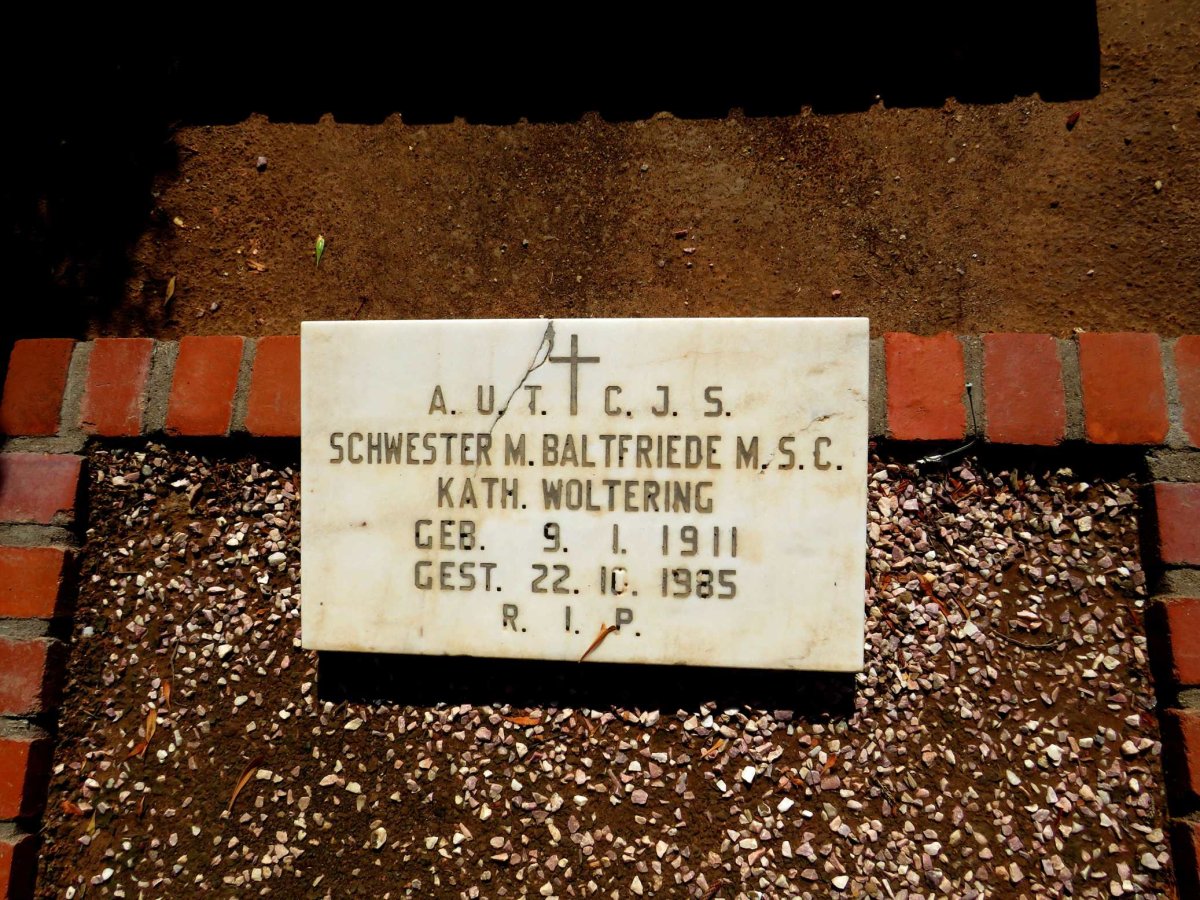 A. U. T. C. J. S.
SCHWESTER M. BALTFRIEDE M. S. C.
KATH. WOLTERING
GEB. 9. 1. 1911
GEST. 22. 10. 1985
R. I. P.